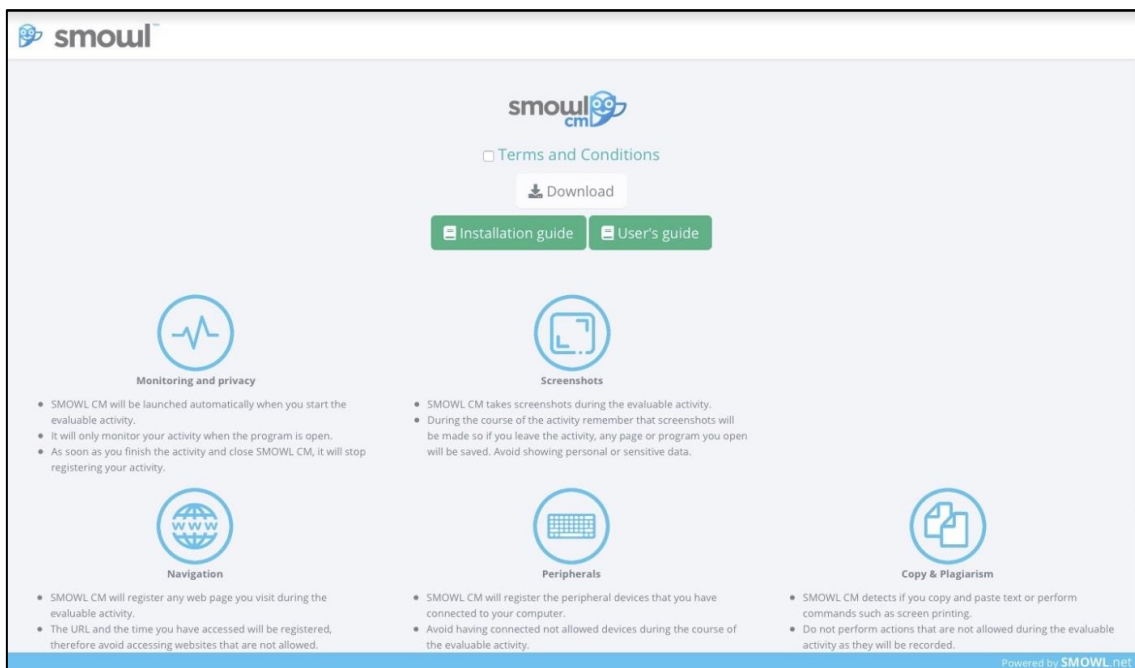 smowl™
smowl
cm
Terms and Conditions
Download
Installation guide
User's guide
Monitoring and privacy
• SMOWL CM will be launched automatically when you start the
evaluable activity.
• It will only monitor your activity when the program is open.
• As soon as you finish the activity and close SMOWL CM, it will stop
registering your activity.
Screenshots
• SMOWL CM takes screenshots during the evaluable activity.
• During the course of the activity remember that screenshots will
be made so if you leave the activity, any page or program you open
will be saved. Avoid showing personal or sensitive data.
www
Navigation
• SMOWL CM will register any web page you visit during the
evaluable activity.
• The URL and the time you have accessed will be registered,
therefore avoid accessing websites that are not allowed.
Peripherals
• SMOWL CM will register the peripheral devices that you have
connected to your computer.
• Avoid having connected not allowed devices during the course of
the evaluable activity.
Copy & Plagiarism
• SMOWL CM detects if you copy and paste text or perform
commands such as screen printing.
• Do not perform actions that are not allowed during the evaluable
activity as they will be recorded.
Powered by SMOWL.net